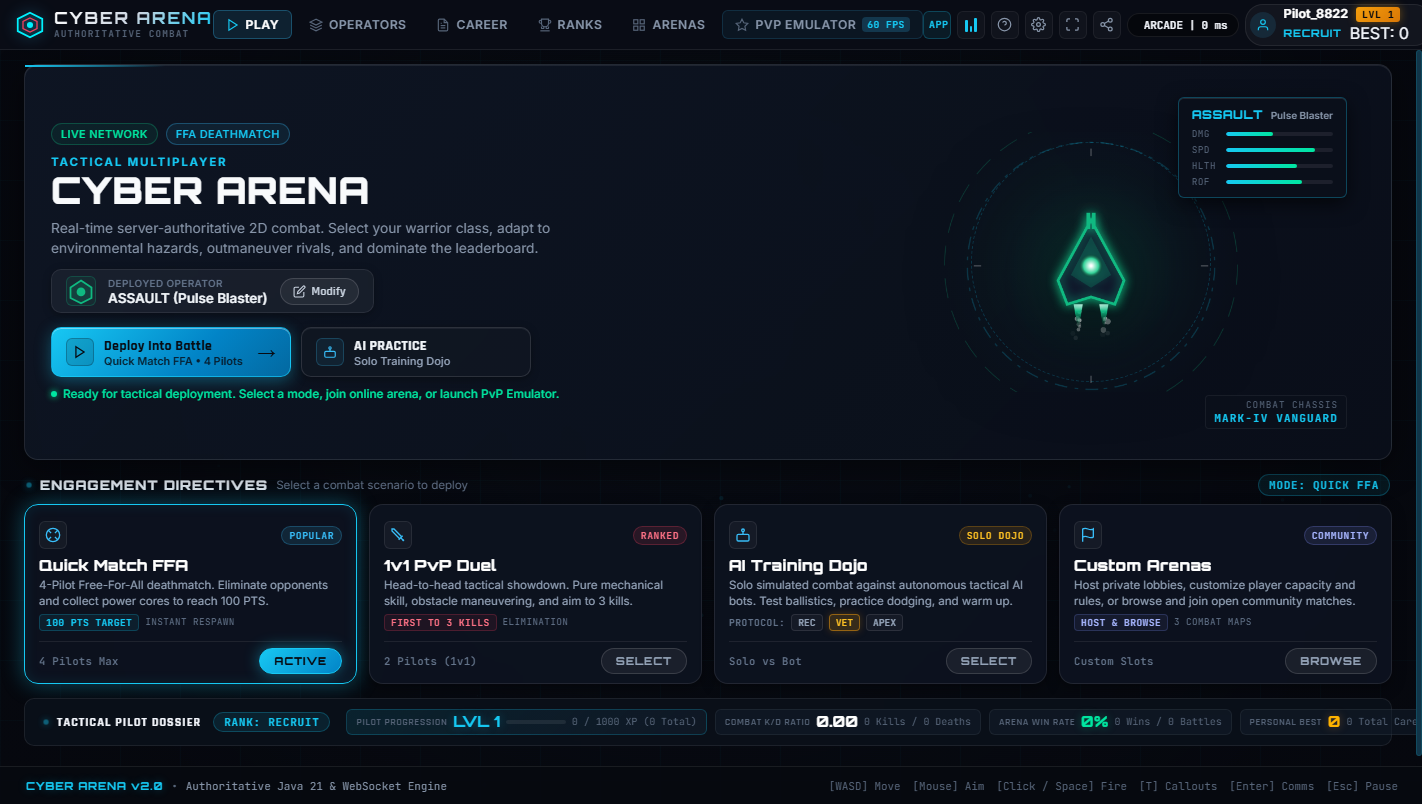 CYBER ARENA
AUTHORITATIVE COMBAT
PLAY
OPERATORS
CAREER
RANKS
ARENAS
PVP EMULATOR 60 FPS
APP
ARCADE | 0 ms
Pilot_8822 LVL 1
RECRUIT BEST: 0
LIVE NETWORK FFA DEATHMATCH
TACTICAL MULTIPLAYER
CYBER ARENA
Real-time server-authoritative 2D combat. Select your warrior class, adapt to
environmental hazards, outmaneuver rivals, and dominate the leaderboard.
DEPLOYED OPERATOR
ASSAULT (Pulse Blaster)
Modify
Deploy Into Battle
Quick Match FFA • 4 Pilots →
AI PRACTICE
Solo Training Dojo
Ready for tactical deployment. Select a mode, join online arena, or launch PvP Emulator.
ASSAULT Pulse Blaster
DMG
SPD
HLTH
ROF
COMBAT CHASSIS
MARK-IV VANGUARD
ENGAGEMENT DIRECTIVES Select a combat scenario to deploy
MODE: QUICK FFA
POPULAR
Quick Match FFA
4-Pilot Free-For-All deathmatch. Eliminate opponents
and collect power cores to reach 100 PTS.
100 PTS TARGET INSTANT RESPAWN
4 Pilots Max ACTIVE
RANKED
1v1 PvP Duel
Head-to-head tactical showdown. Pure mechanical
skill, obstacle maneuvering, and aim to 3 kills.
FIRST TO 3 KILLS ELIMINATION
2 Pilots (1v1) SELECT
SOLO DOJO
AI Training Dojo
Solo simulated combat against autonomous tactical AI
bots. Test ballistics, practice dodging, and warm up.
PROTOCOL: REC VET APEX
Solo vs Bot SELECT
COMMUNITY
Custom Arenas
Host private lobbies, customize player capacity and
rules, or browse and join open community matches.
HOST & BROWSE 3 COMBAT MAPS
Custom Slots BROWSE
TACTICAL PILOT DOSSIER RANK: RECRUIT
PILOT PROGRESSION LVL 1 0 / 1000 XP (0 Total)
COMBAT K/D RATIO 0.00 0 Kills / 0 Deaths
ARENA WIN RATE 0% 0 Wins / 0 Battles
PERSONAL BEST 0 0 Total Care
CYBER ARENA v2.0 · Authoritative Java 21 & WebSocket Engine
[WASD] Move [Mouse] Aim [Click / Space] Fire [T] Callouts [Enter] Comms [Esc] Pause